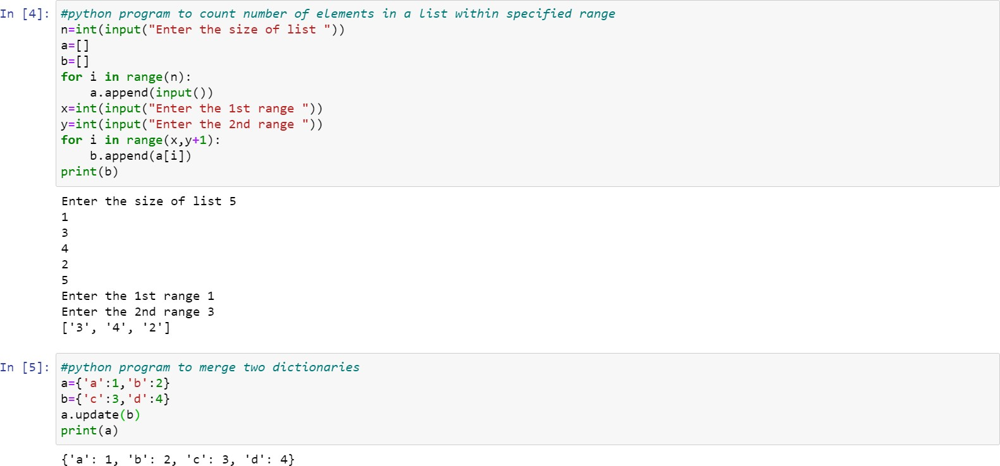 In [4]: #python program to count number of elements in a list within specified range
n=int(input("Enter the size of list "))
a=[]
b=[]
for i in range(n):
    a.append(input())
x=int(input("Enter the 1st range "))
y=int(input("Enter the 2nd range "))
for i in range(x,y+1):
    b.append(a[i])
print(b)
Enter the size of list 5
1
3
4
2
5
Enter the 1st range 1
Enter the 2nd range 3
['3', '4', '2']
In [5]: #python program to merge two dictionaries
a={'a':1,'b':2}
b={'c':3,'d':4}
a.update(b)
print(a)
{'a': 1, 'b': 2, 'c': 3, 'd': 4}